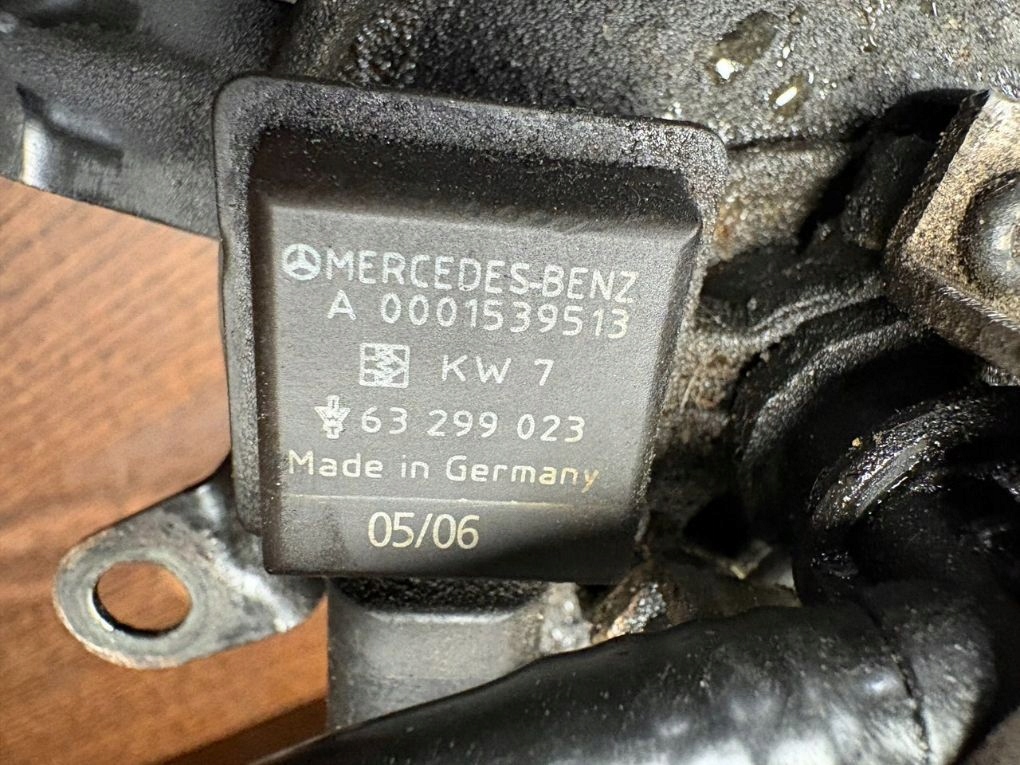 MERCEDES-BENZ
A 0001539513
KW 7
63 299 023
Made in Germany
05/06